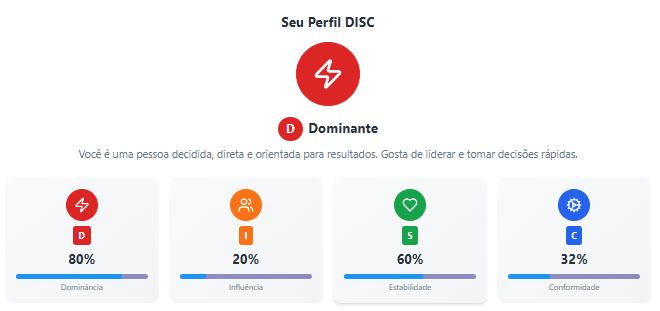 Seu Perfil DISC
D Dominante
Você é uma pessoa decidida, direta e orientada para resultados. Gosta de liderar e tomar decisões rápidas.
D I S C
80% 20% 60% 32%
Dominância Influência Estabilidade Conformidade